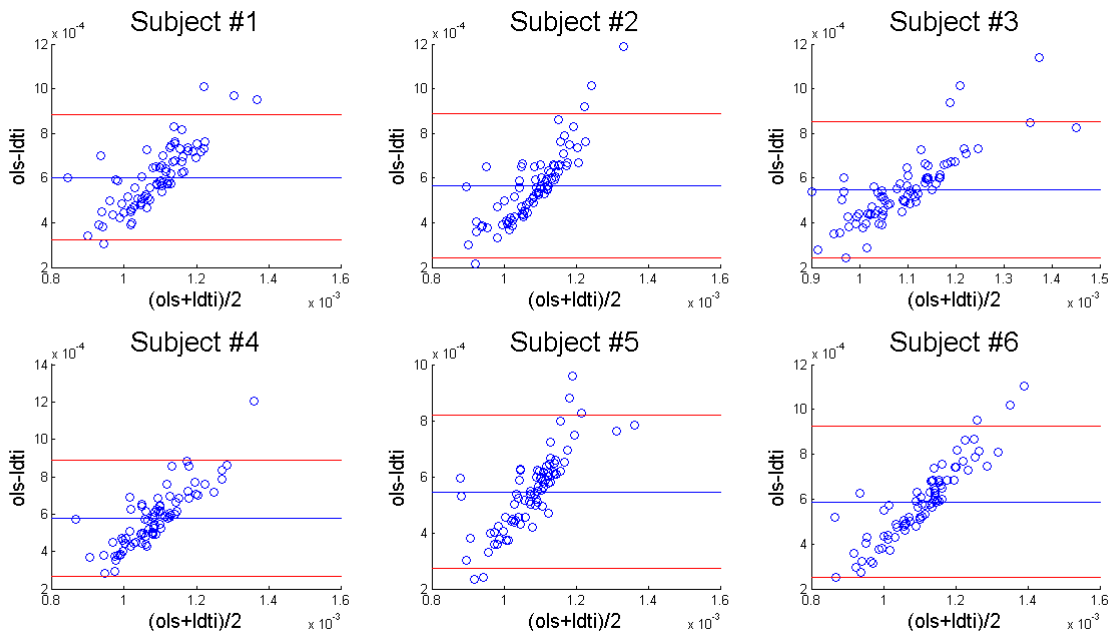 Subject #1
x 10^-4
12
10
8
6
4
2
ols-ldti
0.8 1 1.2 1.4 1.6
x 10^-3
(ols+ldti)/2
Subject #2
x 10^-4
12
10
8
6
4
2
ols-ldti
0.8 1 1.2 1.4 1.6
x 10^-3
(ols+ldti)/2
Subject #3
x 10^-4
12
10
8
6
4
2
ols-ldti
0.9 1 1.1 1.2 1.3 1.4 1.5
x 10^-3
(ols+ldti)/2
Subject #4
x 10^-4
14
12
10
8
6
4
2
ols-ldti
0.8 1 1.2 1.4 1.6
x 10^-3
(ols+ldti)/2
Subject #5
x 10^-4
10
8
6
4
2
ols-ldti
0.8 1 1.2 1.4 1.6
x 10^-3
(ols+ldti)/2
Subject #6
x 10^-4
12
10
8
6
4
2
ols-ldti
0.8 1 1.2 1.4 1.6
x 10^-3
(ols+ldti)/2